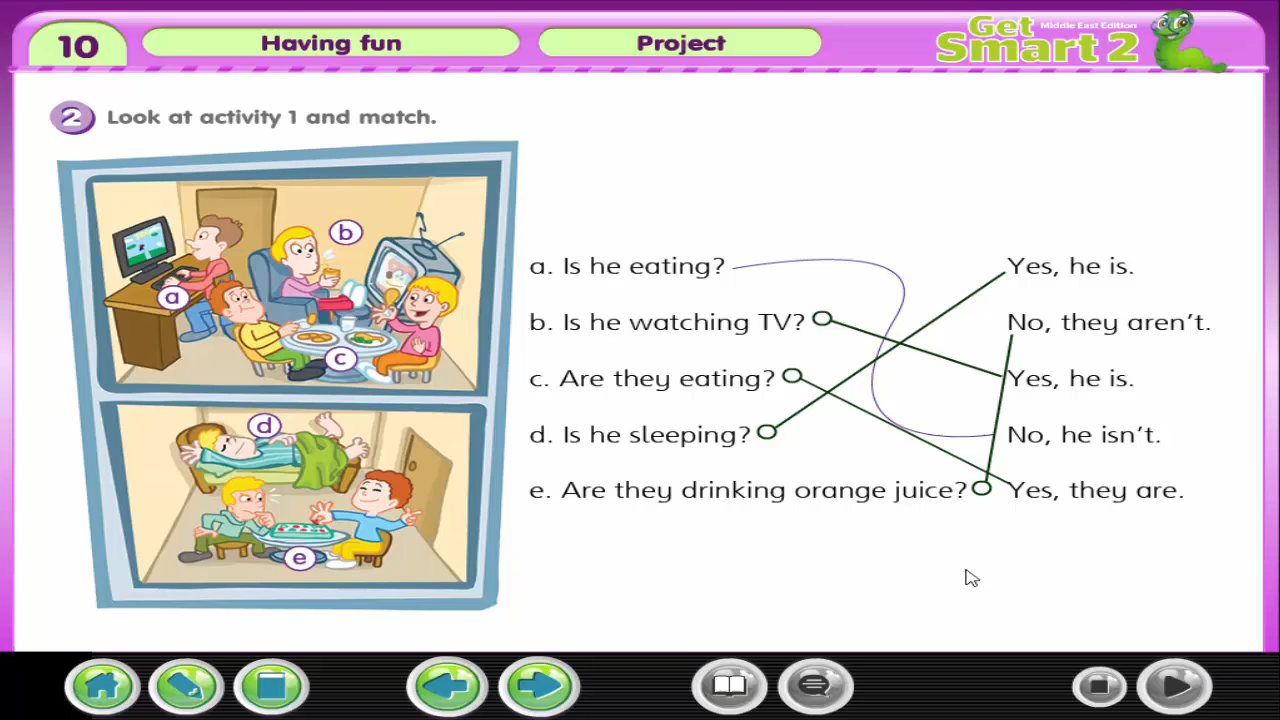 10
Having fun
Project
Get
Middle East Edition
Smart 2
2 Look at activity 1 and match.
a
b
c
d
e
a. Is he eating?
Yes, he is.
b. Is he watching TV?
No, they aren't.
c. Are they eating?
Yes, he is.
d. Is he sleeping?
No, he isn't.
e. Are they drinking orange juice?
Yes, they are.